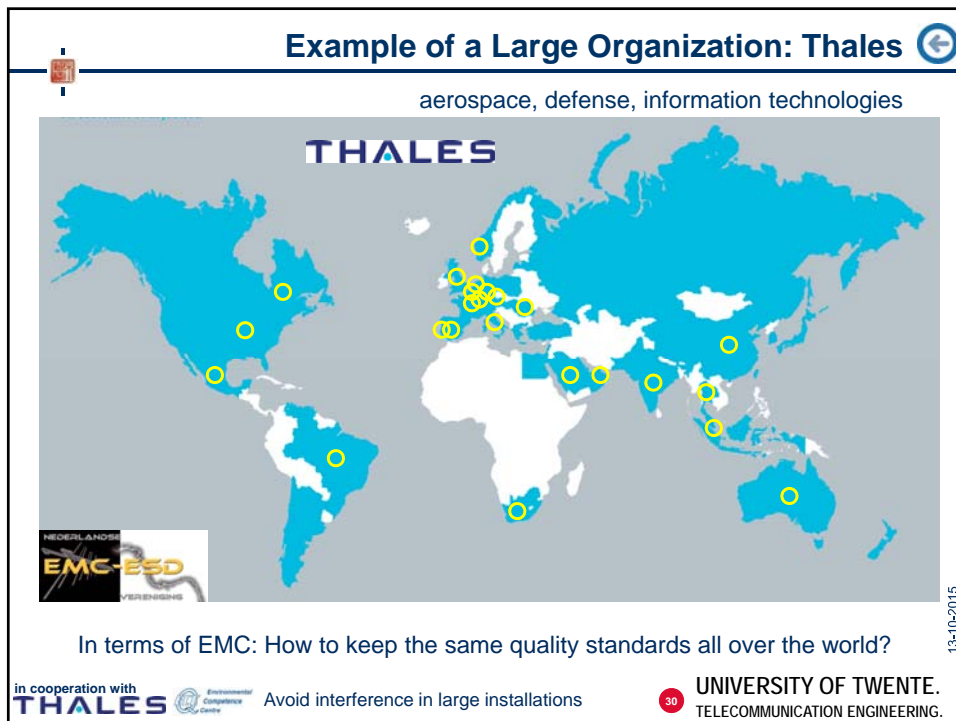 Example of a Large Organization: Thales
aerospace, defense, information technologies
THALES
NEDERLANDSE
EMC-ESD
VERENIGING
13-10-2015
In terms of EMC: How to keep the same quality standards all over the world?
in cooperation with
THALES
Environmental
Competence
Centre
Avoid interference in large installations
30
UNIVERSITY OF TWENTE.
TELECOMMUNICATION ENGINEERING.